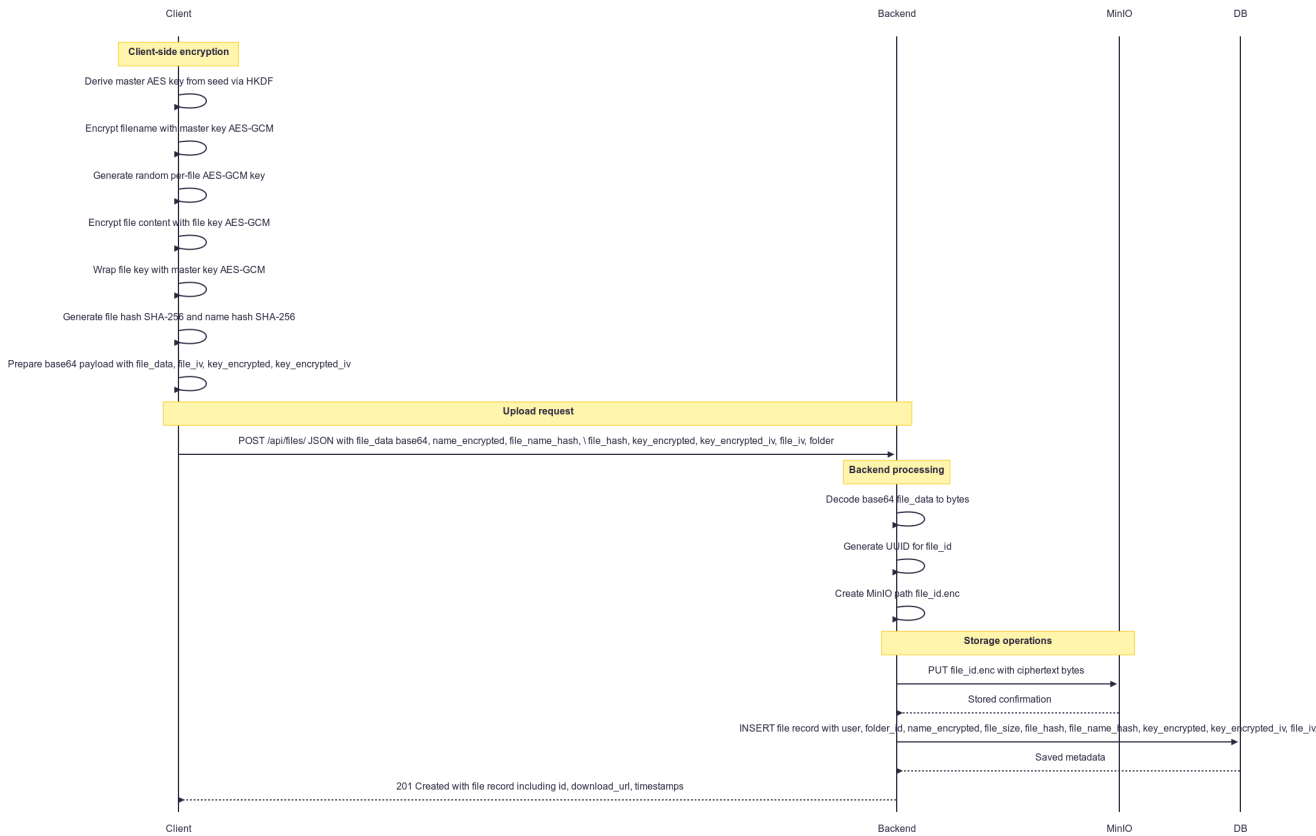 Client Backend MinIO DB
Client-side encryption
Derive master AES key from seed via HKDF
Encrypt filename with master key AES-GCM
Generate random per-file AES-GCM key
Encrypt file content with file key AES-GCM
Wrap file key with master key AES-GCM
Generate file hash SHA-256 and name hash SHA-256
Prepare base64 payload with file_data, file_iv, key_encrypted, key_encrypted_iv
Upload request
POST /api/files/ JSON with file_data base64, name_encrypted, file_name_hash, \ file_hash, key_encrypted, key_encrypted_iv, file_iv, folder
Backend processing
Decode base64 file_data to bytes
Generate UUID for file_id
Create MinIO path file_id.enc
Storage operations
PUT file_id.enc with ciphertext bytes
Stored confirmation
INSERT file record with user, folder_id, name_encrypted, file_size, file_hash, file_name_hash, key_encrypted, key_encrypted_iv, file_iv
Saved metadata
201 Created with file record including id, download_url, timestamps
Client Backend MinIO DB